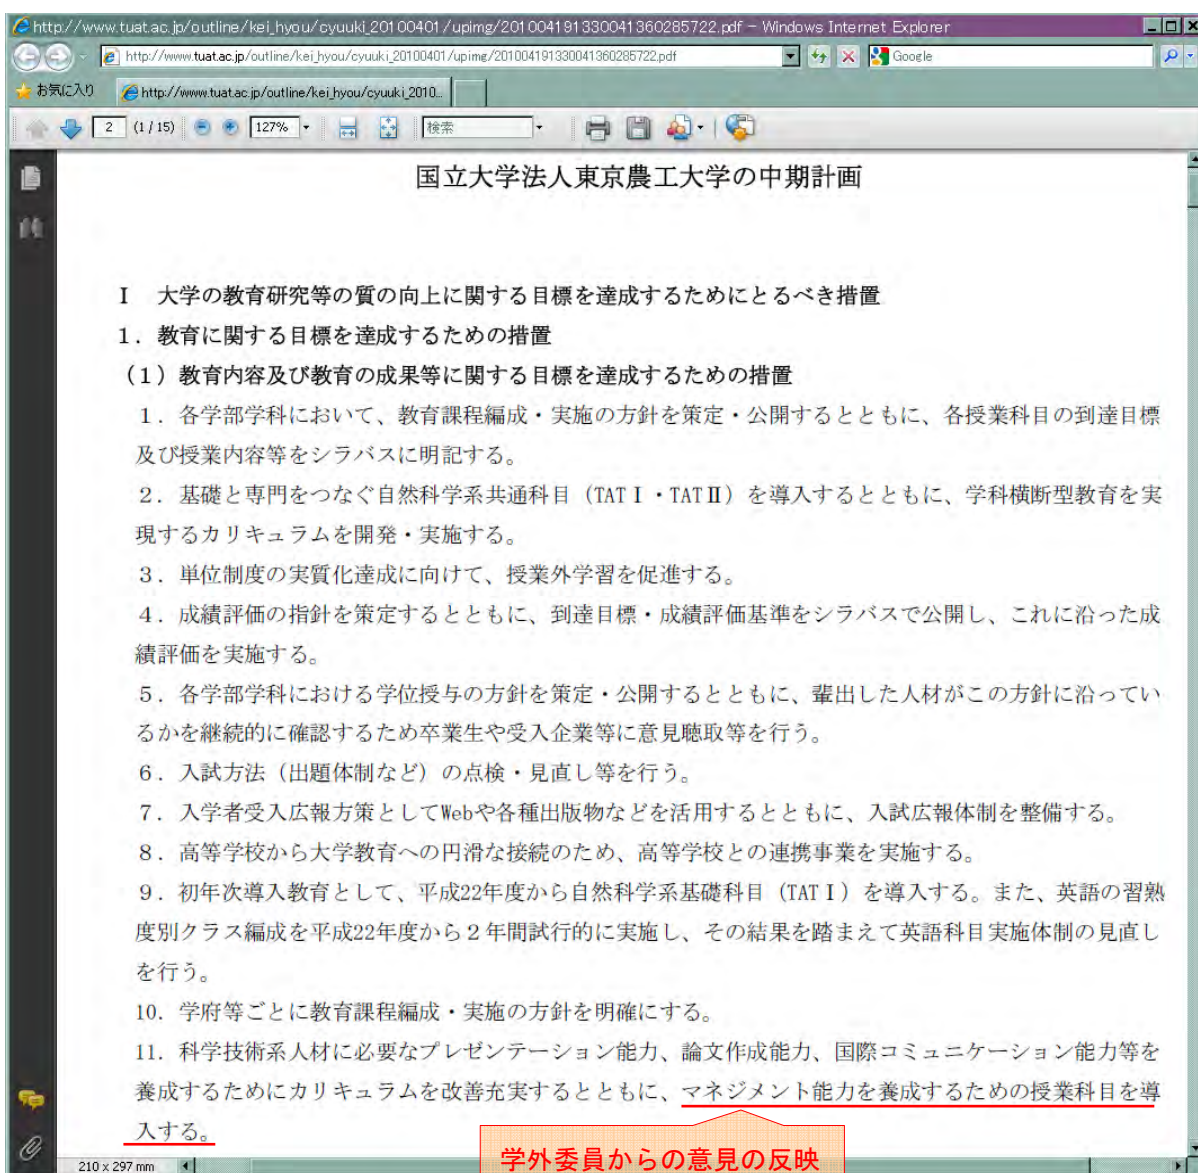 http://www.tuat.ac.jp/outline/kei_hyou/cyuuki_20100401/upimg/201004191330041360285722.pdf - Windows Internet Explorer
http://www.tuat.ac.jp/outline/kei_hyou/cyuuki_20100401/upimg/201004191330041360285722.pdf
Google
お気に入り
http://www.tuat.ac.jp/outline/kei_hyou/cyuuki_2010...
2 (1 / 15) 127% 検索
国立大学法人東京農工大学の中期計画
Ⅰ 大学の教育研究等の質の向上に関する目標を達成するためにとるべき措置
1.教育に関する目標を達成するための措置
(1)教育内容及び教育の成果等に関する目標を達成するための措置
1.各学部学科において、教育課程編成・実施の方針を策定・公開するとともに、各授業科目の到達目標
及び授業内容等をシラバスに明記する。
2.基礎と専門をつなぐ自然科学系共通科目(TATⅠ・TATⅡ)を導入するとともに、学科横断型教育を実
現するカリキュラムを開発・実施する。
3.単位制度の実質化達成に向けて、授業外学習を促進する。
4.成績評価の指針を策定するとともに、到達目標・成績評価基準をシラバスで公開し、これに沿った成
績評価を実施する。
5.各学部学科における学位授与の方針を策定・公開するとともに、輩出した人材がこの方針に沿ってい
るかを継続的に確認するため卒業生や受入企業等に意見聴取等を行う。
6.入試方法(出題体制など)の点検・見直し等を行う。
7.入学者受入広報方策としてWebや各種出版物などを活用するとともに、入試広報体制を整備する。
8.高等学校から大学教育への円滑な接続のため、高等学校との連携事業を実施する。
9.初年次導入教育として、平成22年度から自然科学系基礎科目(TATⅠ)を導入する。また、英語の習熟
度別クラス編成を平成22年度から2年間試行的に実施し、その結果を踏まえて英語科目実施体制の見直し
を行う。
10.学府等ごとに教育課程編成・実施の方針を明確にする。
11.科学技術系人材に必要なプレゼンテーション能力、論文作成能力、国際コミュニケーション能力等を
養成するためにカリキュラムを改善充実するとともに、マネジメント能力を養成するための授業科目を導
入する。
学外委員からの意見の反映
210 x 297 mm